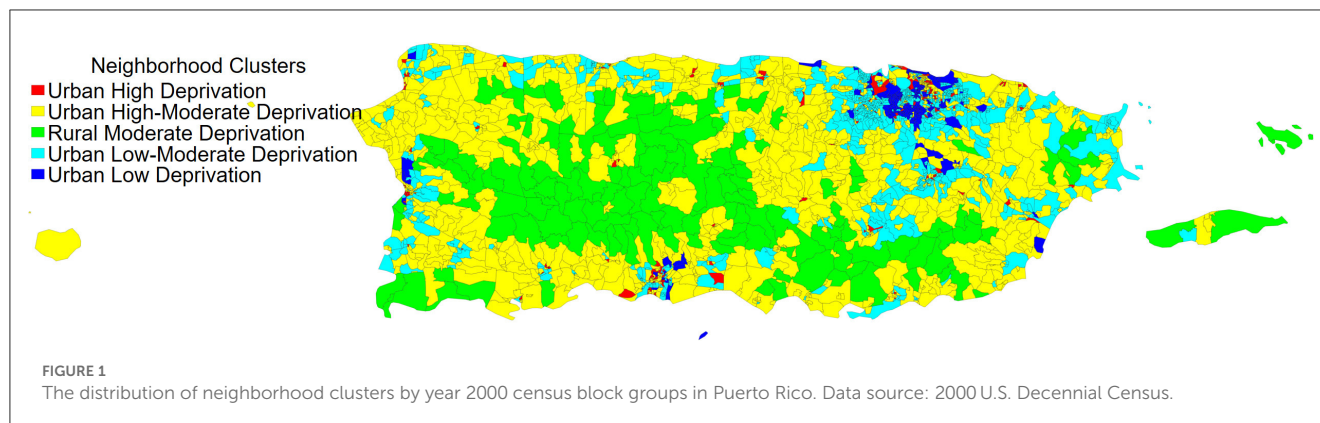 Neighborhood Clusters
Urban High Deprivation
Urban High-Moderate Deprivation
Rural Moderate Deprivation
Urban Low-Moderate Deprivation
Urban Low Deprivation
FIGURE 1
The distribution of neighborhood clusters by year 2000 census block groups in Puerto Rico. Data source: 2000 U.S. Decennial Census.